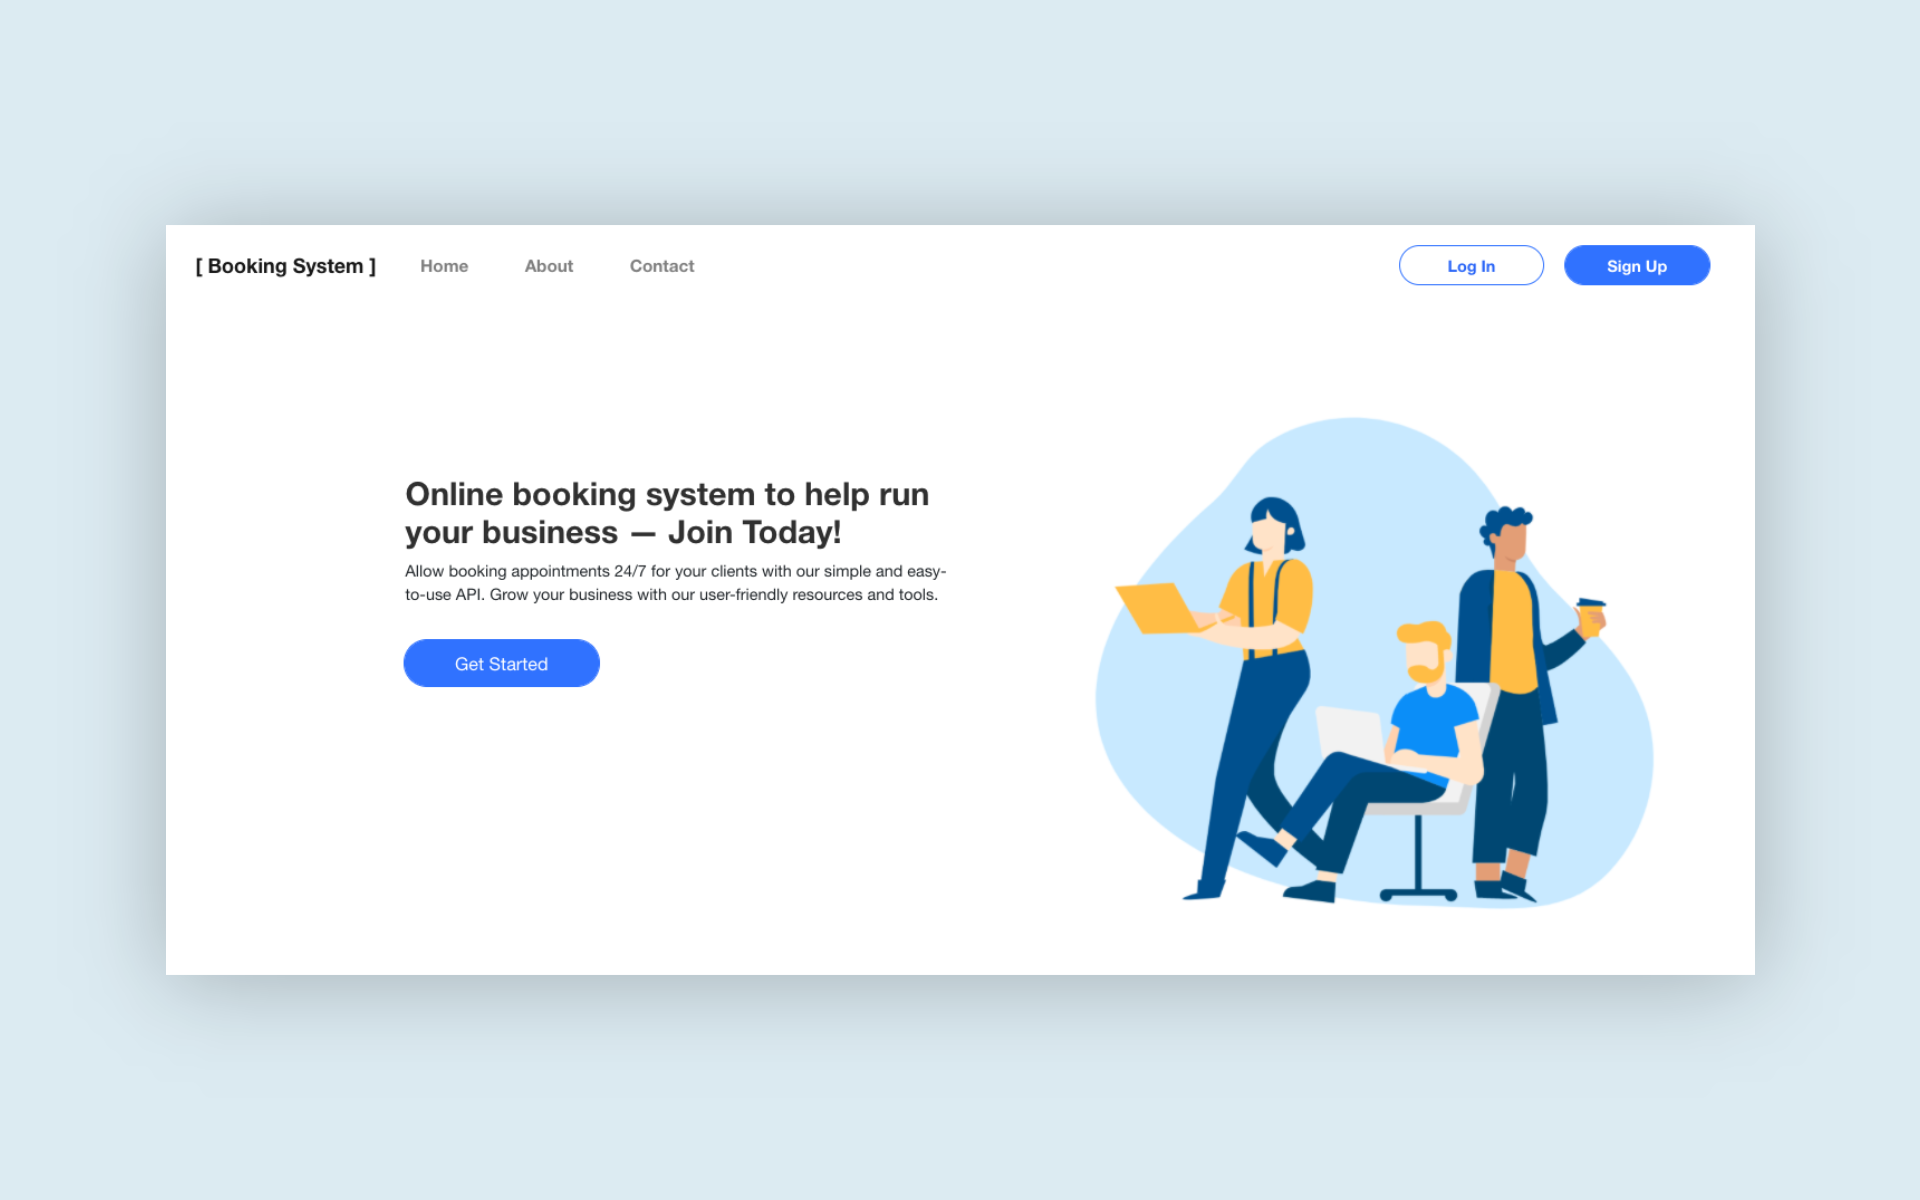 [ Booking System ]
Home
About
Contact
Log In
Sign Up
Online booking system to help run
your business — Join Today!
Allow booking appointments 24/7 for your clients with our simple and easy-
to-use API. Grow your business with our user-friendly resources and tools.
Get Started